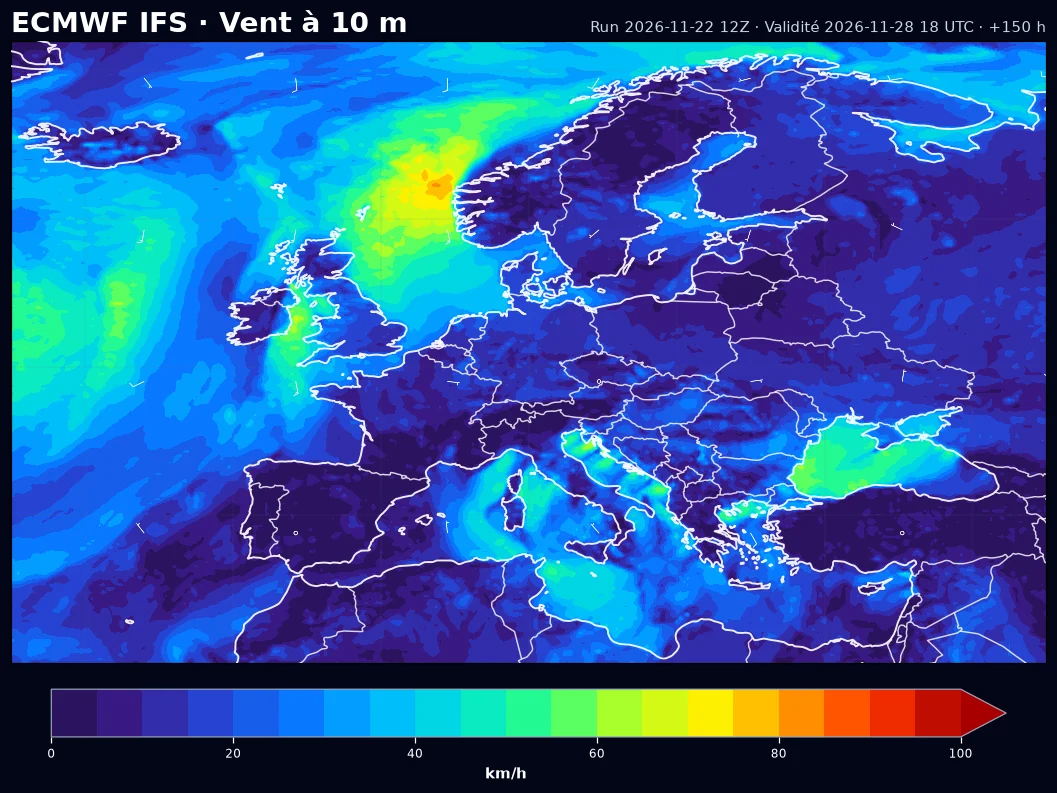 ECMWF IFS · Vent à 10 m
Run 2026-11-22 12Z · Validité 2026-11-28 18 UTC · +150 h
0 20 40 60 80 100
km/h